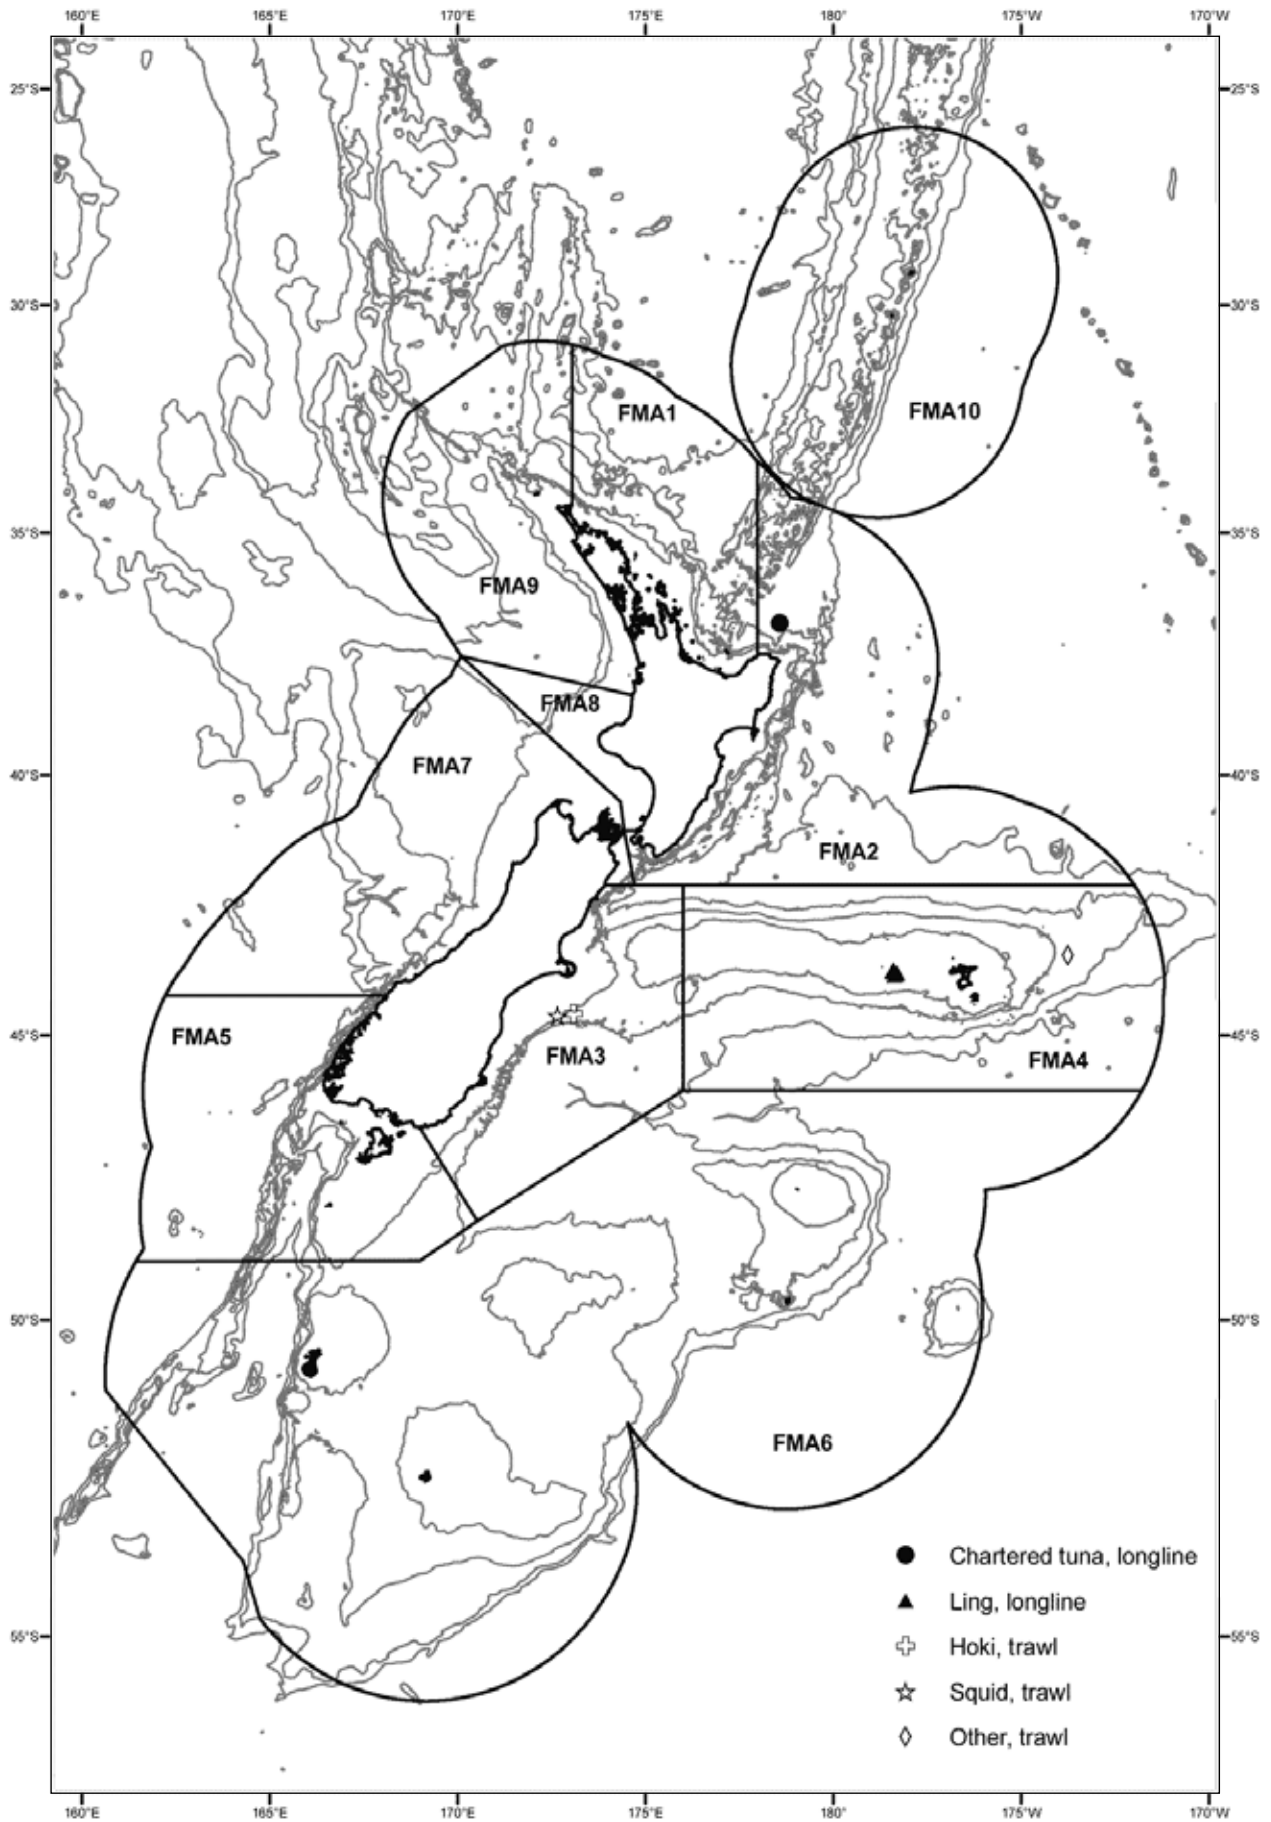 160°E 165°E 170°E 175°E 180° 175°W 170°W
25°S 25°S
30°S 30°S
FMA1 FMA10
35°S 35°S
FMA9
FMA8
FMA7
40°S 40°S
FMA2
FMA5
45°S 45°S
FMA3 FMA4
50°S 50°S
FMA6
Chartered tuna, longline
Ling, longline
Hoki, trawl
55°S 55°S
Squid, trawl
Other, trawl
160°E 165°E 170°E 175°E 180° 175°W 170°W